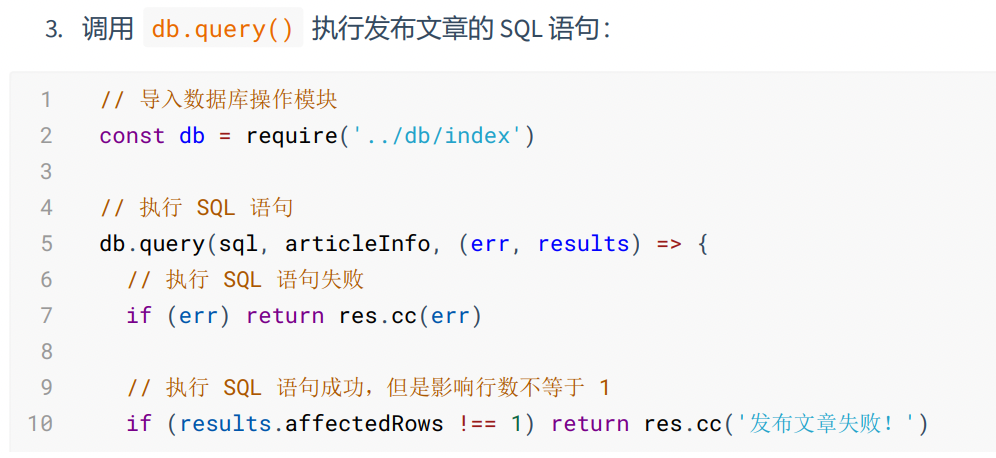 3. 调用 db.query() 执行发布文章的 SQL 语句：
1 // 导入数据库操作模块
2 const db = require('../db/index')
3
4 // 执行 SQL 语句
5 db.query(sql, articleInfo, (err, results) => {
6 // 执行 SQL 语句失败
7 if (err) return res.cc(err)
8
9 // 执行 SQL 语句成功，但是影响行数不等于 1
10 if (results.affectedRows !== 1) return res.cc('发布文章失败！')